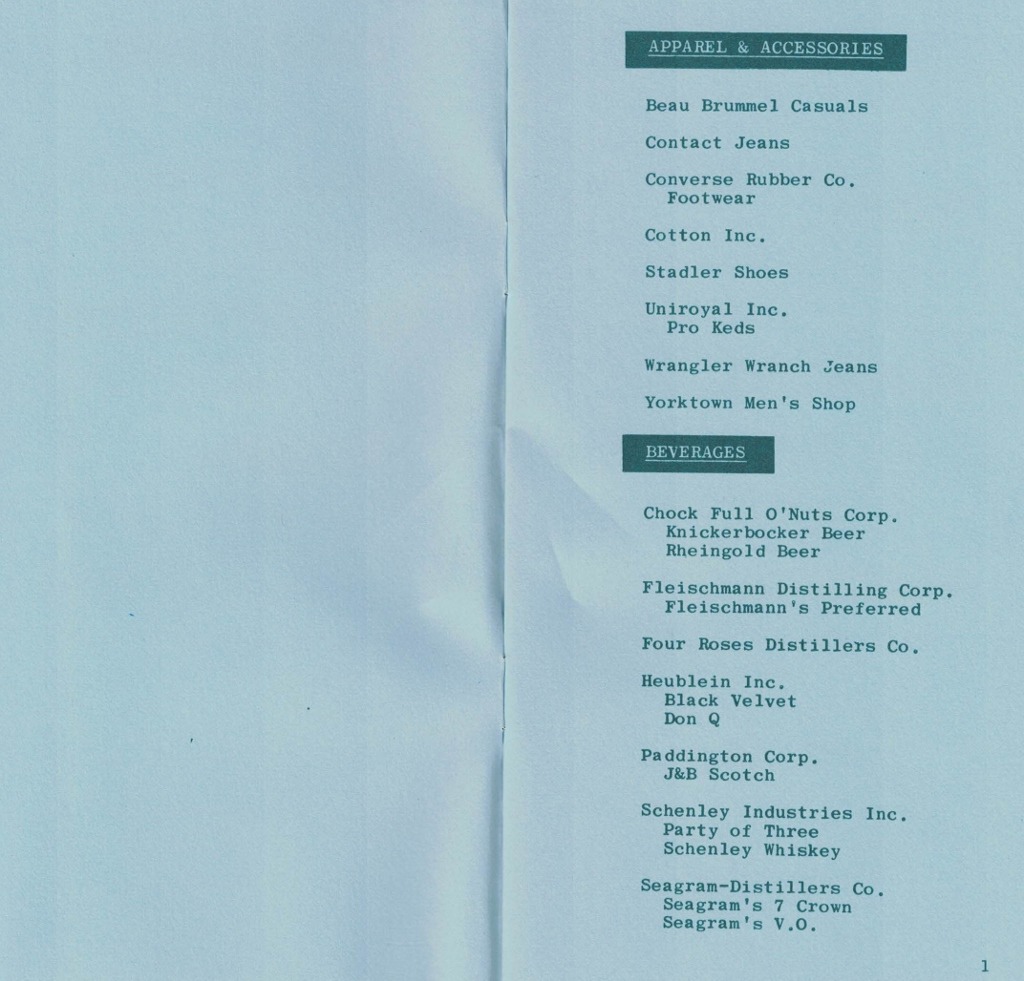 APPAREL & ACCESSORIES
Beau Brummel Casuals
Contact Jeans
Converse Rubber Co.
Footwear
Cotton Inc.
Stadler Shoes
Uniroyal Inc.
Pro Keds
Wrangler Wranch Jeans
Yorktown Men's Shop
BEVERAGES
Chock Full O'Nuts Corp.
Knickerbocker Beer
Rheingold Beer
Fleischmann Distilling Corp.
Fleischmann's Preferred
Four Roses Distillers Co.
Heublein Inc.
Black Velvet
Don Q
Paddington Corp.
J&B Scotch
Schenley Industries Inc.
Party of Three
Schenley Whiskey
Seagram-Distillers Co.
Seagram's 7 Crown
Seagram's V.O.
1